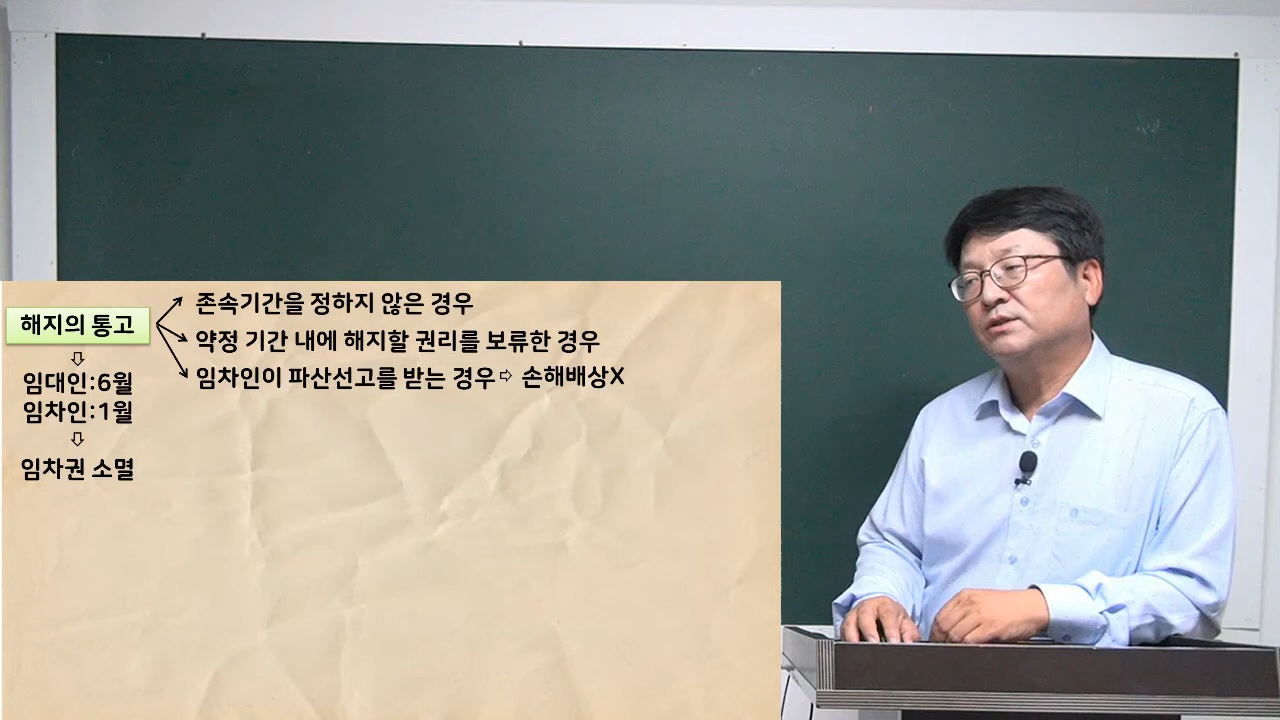 해지의 통고
존속기간을 정하지 않은 경우
약정 기간 내에 해지할 권리를 보류한 경우
임차인이 파산선고를 받는 경우⇨ 손해배상X
⇩
임대인:6월
임차인:1월
⇩
임차권 소멸